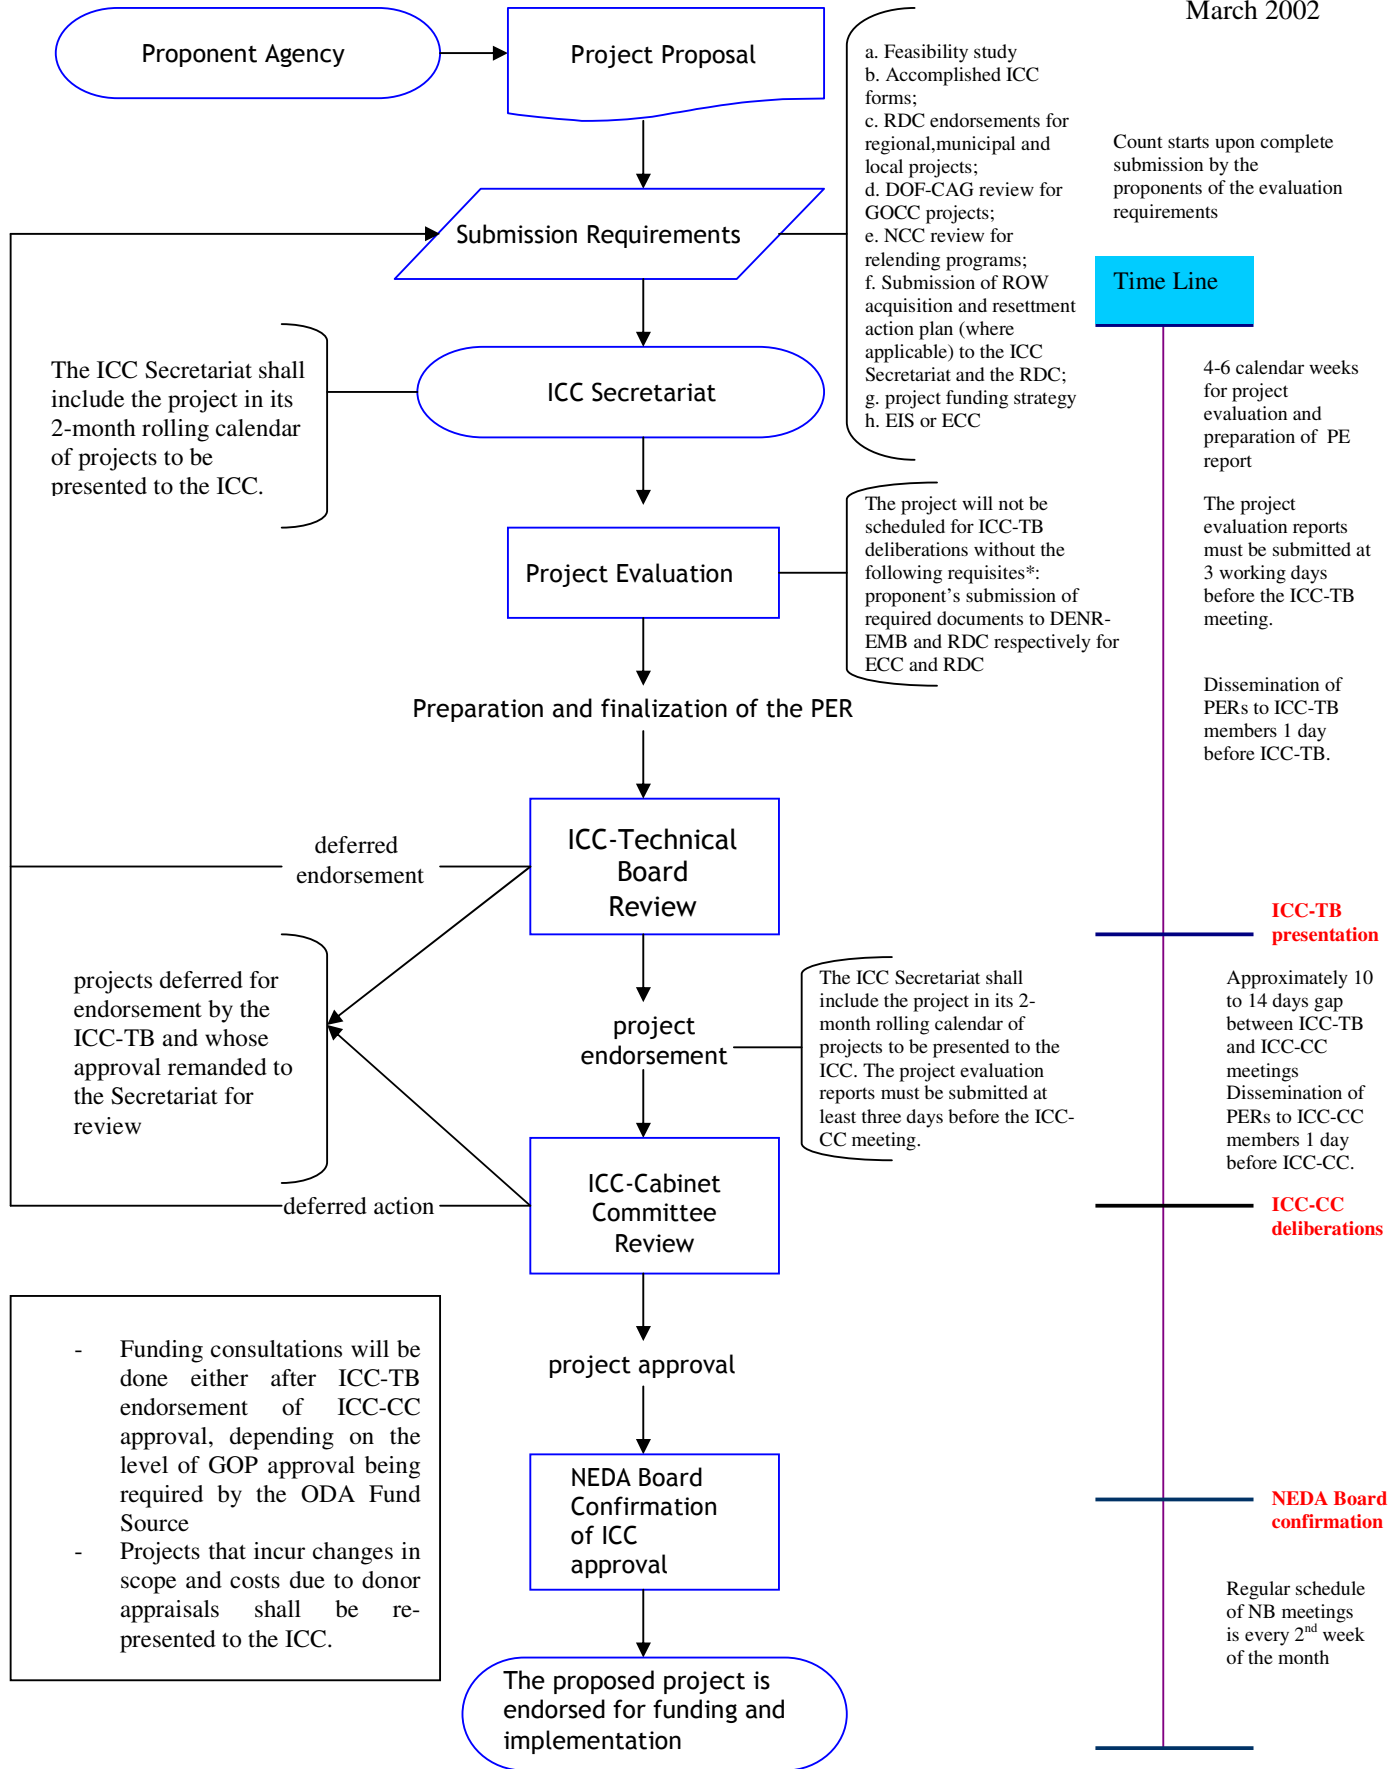 March 2002
Proponent Agency
Project Proposal
a. Feasibility study
b. Accomplished ICC
forms;
c. RDC endorsements for
regional,municipal and
local projects;
d. DOF-CAG review for
GOCC projects;
e. NCC review for
relending programs;
f. Submission of ROW
acquisition and resettment
action plan (where
applicable) to the ICC
Secretariat and the RDC;
g. project funding strategy
h. EIS or ECC
Count starts upon complete
submission by the
proponents of the evaluation
requirements
Submission Requirements
Time Line
The ICC Secretariat shall
include the project in its
2-month rolling calendar
of projects to be
presented to the ICC.
ICC Secretariat
4-6 calendar weeks
for project
evaluation and
preparation of PE
report
The project will not be
scheduled for ICC-TB
deliberations without the
following requisites*:
proponent's submission of
required documents to DENR-
EMB and RDC respectively for
ECC and RDC
Project Evaluation
The project
evaluation reports
must be submitted at
3 working days
before the ICC-TB
meeting.
Preparation and finalization of the PER
Dissemination of
PERs to ICC-TB
members 1 day
before ICC-TB.
ICC-Technical
Board
Review
deferred
endorsement
ICC-TB
presentation
projects deferred for
endorsement by the
ICC-TB and whose
approval remanded to
the Secretariat for
review
project
endorsement
The ICC Secretariat shall
include the project in its 2-
month rolling calendar of
projects to be presented to the
ICC. The project evaluation
reports must be submitted at
least three days before the ICC-
CC meeting.
Approximately 10
to 14 days gap
between ICC-TB
and ICC-CC
meetings
Dissemination of
PERs to ICC-CC
members 1 day
before ICC-CC.
deferred action
ICC-Cabinet
Committee
Review
ICC-CC
deliberations
project approval
- Funding consultations will be
done either after ICC-TB
endorsement of ICC-CC
approval, depending on the
level of GOP approval being
required by the ODA Fund
Source
- Projects that incur changes in
scope and costs due to donor
appraisals shall be re-
presented to the ICC.
NEDA Board
Confirmation
of ICC
approval
NEDA Board
confirmation
Regular schedule
of NB meetings
is every 2nd week
of the month
The proposed project is
endorsed for funding and
implementation